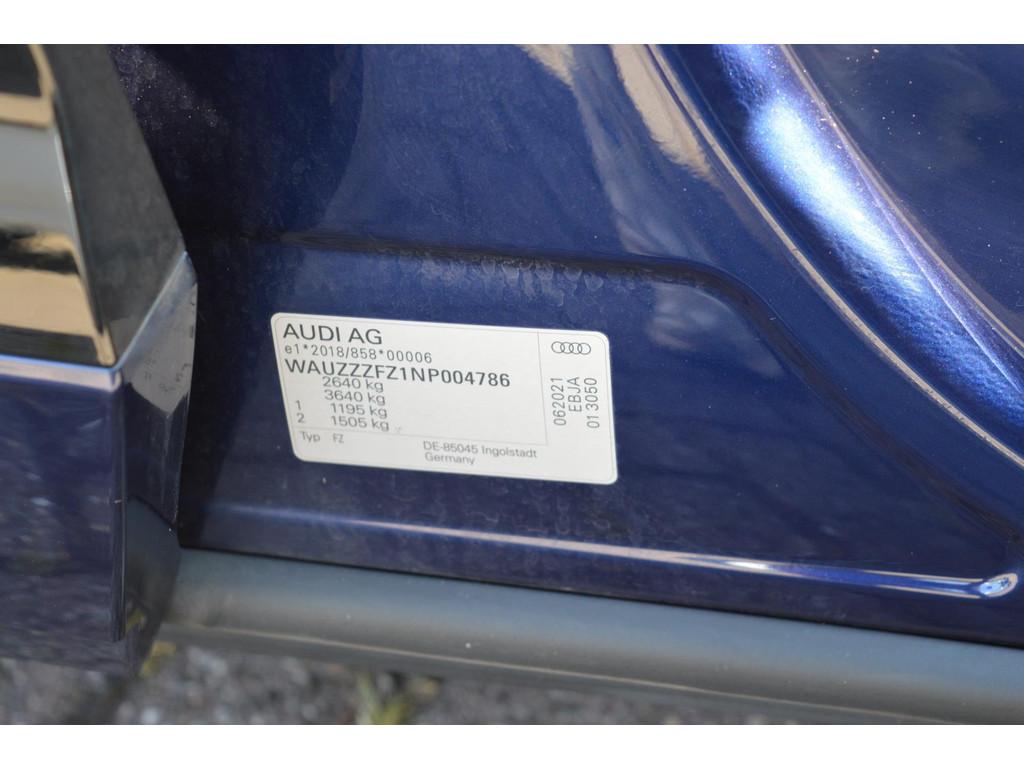 AUDI AG
e1*2018/858*00006
WAUZZZFZ1NP004786
2640 kg
3640 kg
1 1195 kg
2 1505 kg
Typ FZ
DE-85045 Ingolstadt
Germany
062021
EBJA
013050